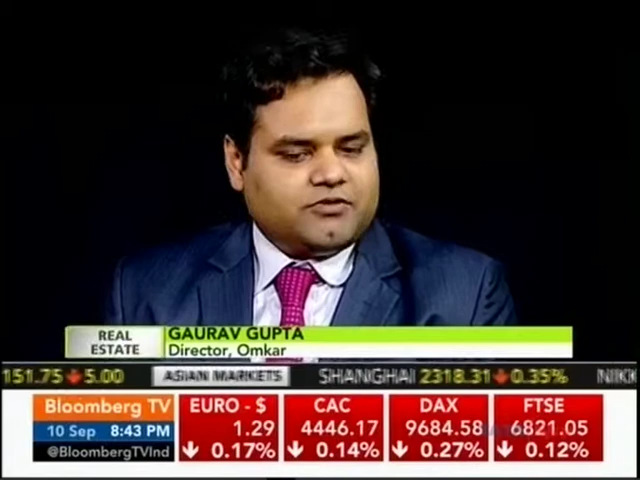 REAL
ESTATE
GAURAV GUPTA
Director, Omkar
151.75 5.00 ASIAN MARKETS SHANGHAI 2318.31 0.35% NIKK
Bloomberg TV
10 Sep 8:43 PM
@BloombergTVInd
EURO - $
1.29
0.17%
CAC
4446.17
0.14%
DAX
9684.58
0.27%
FTSE
6821.05
0.12%